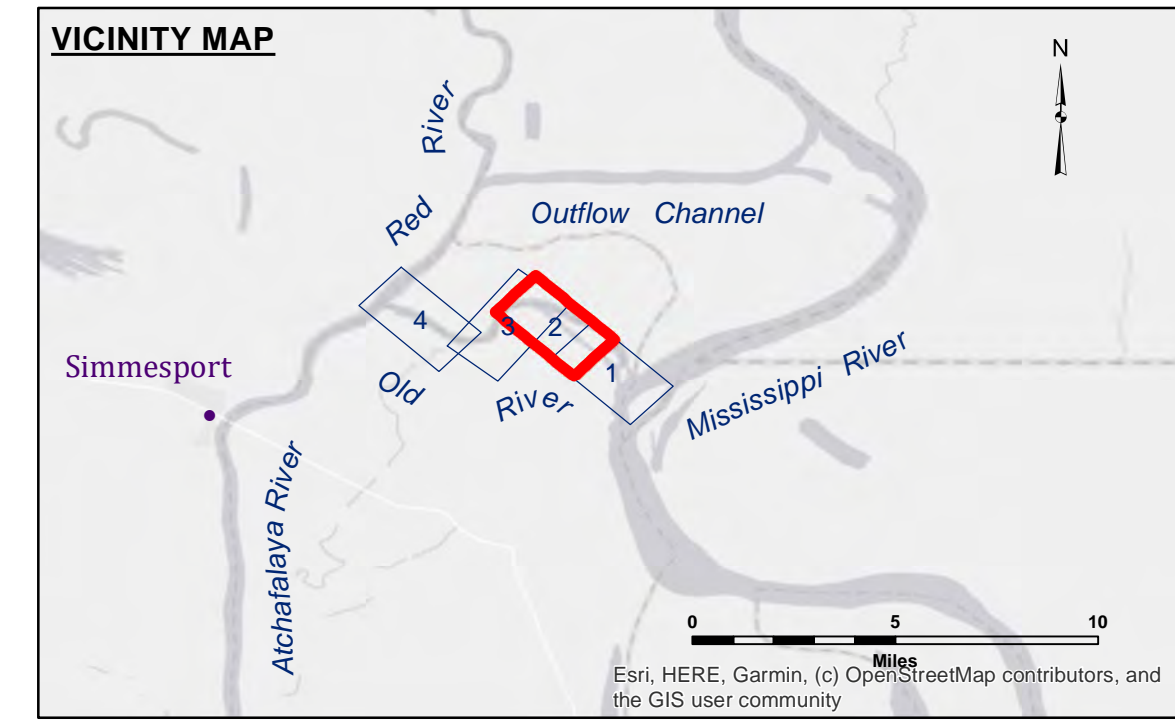 VICINITY MAP
N
Red River
Outflow Channel
4
3
2
1
Simmesport
Old River
Mississippi River
Atchafalaya River
0 5 10
Miles
Esri, HERE, Garmin, (c) OpenStreetMap contributors, and
the GIS user community